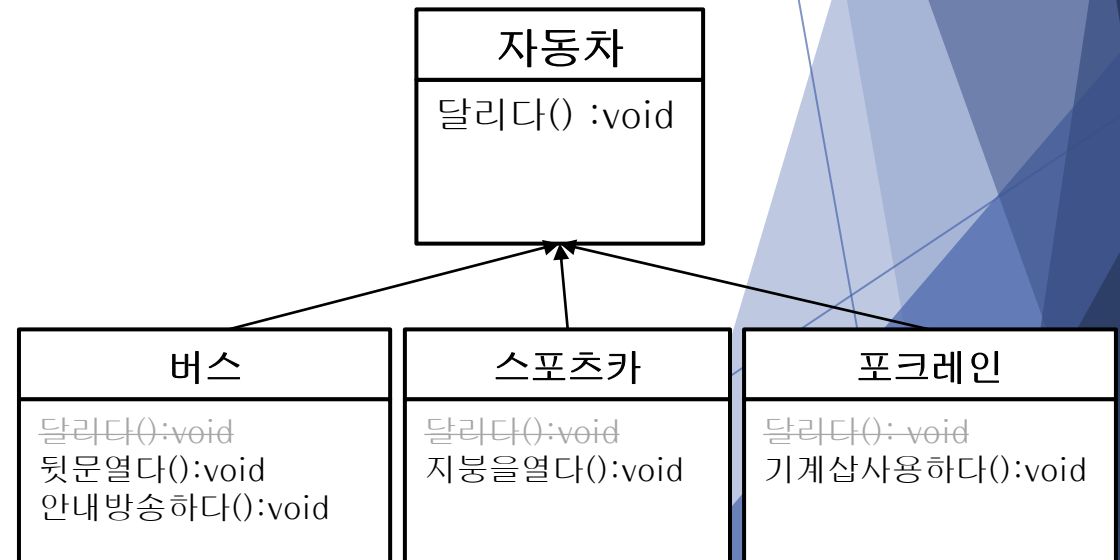 자동차
달리다() :void
버스
달리다():void
뒷문열다():void
안내방송하다():void
스포츠카
달리다():void
지붕을열다():void
포크레인
달리다(): void
기계삽사용하다():void